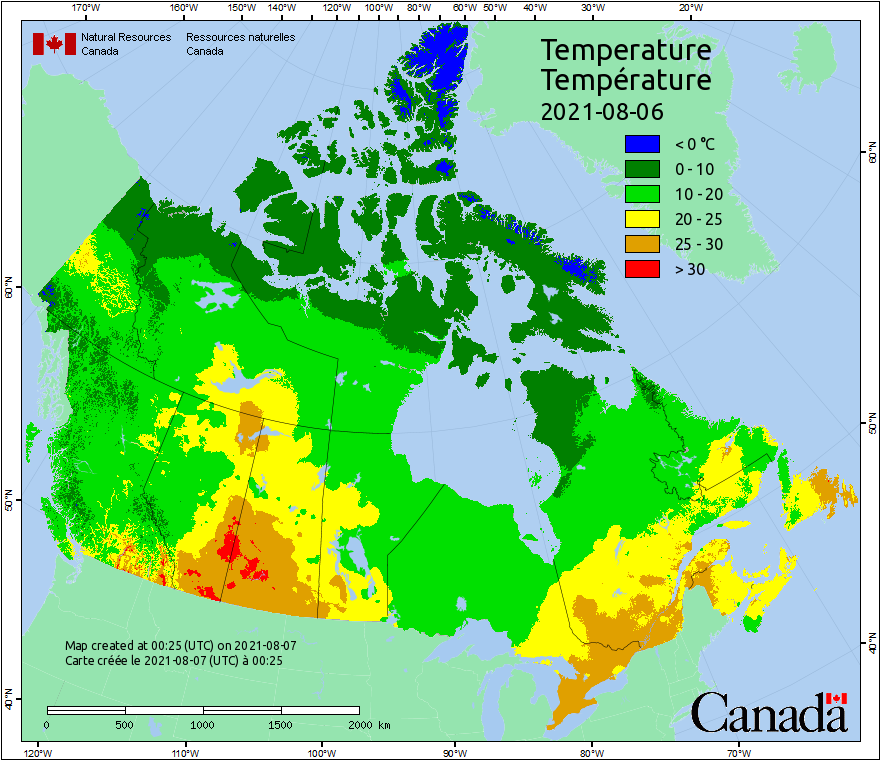 170°W 160°W 150°W 140°W 130°W 120°W 110°W 100°W 80°W 60°W 50°W 40°W 30°W 20°W
Natural Resources Ressources naturelles
Canada Canada
Temperature
Température
2021-08-06
< 0 °C
0 - 10
10 - 20
20 - 25
25 - 30
> 30
60°N
60°N
50°N
50°N
40°N
40°N
Map created at 00:25 (UTC) on 2021-08-07
Carte créée le 2021-08-07 (UTC) à 00:25
0 500 1000 1500 2000 km
Canada
120°W 110°W 100°W 90°W 80°W 70°W